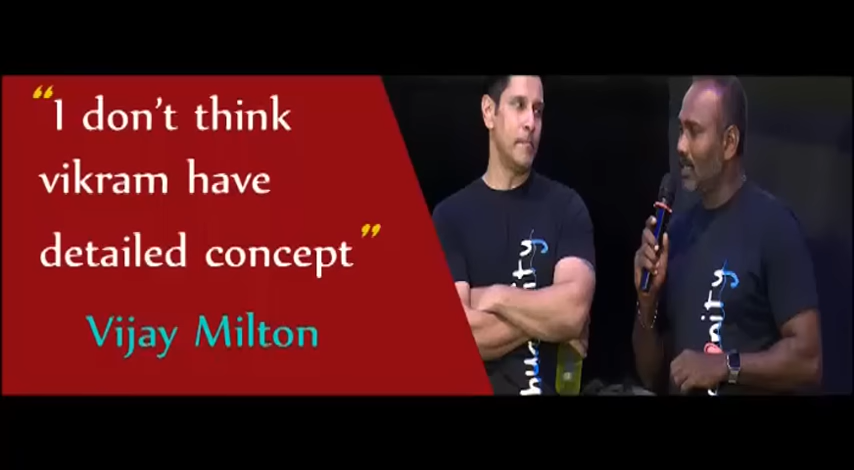 “I don’t think
vikram have
detailed concept”
Vijay Milton